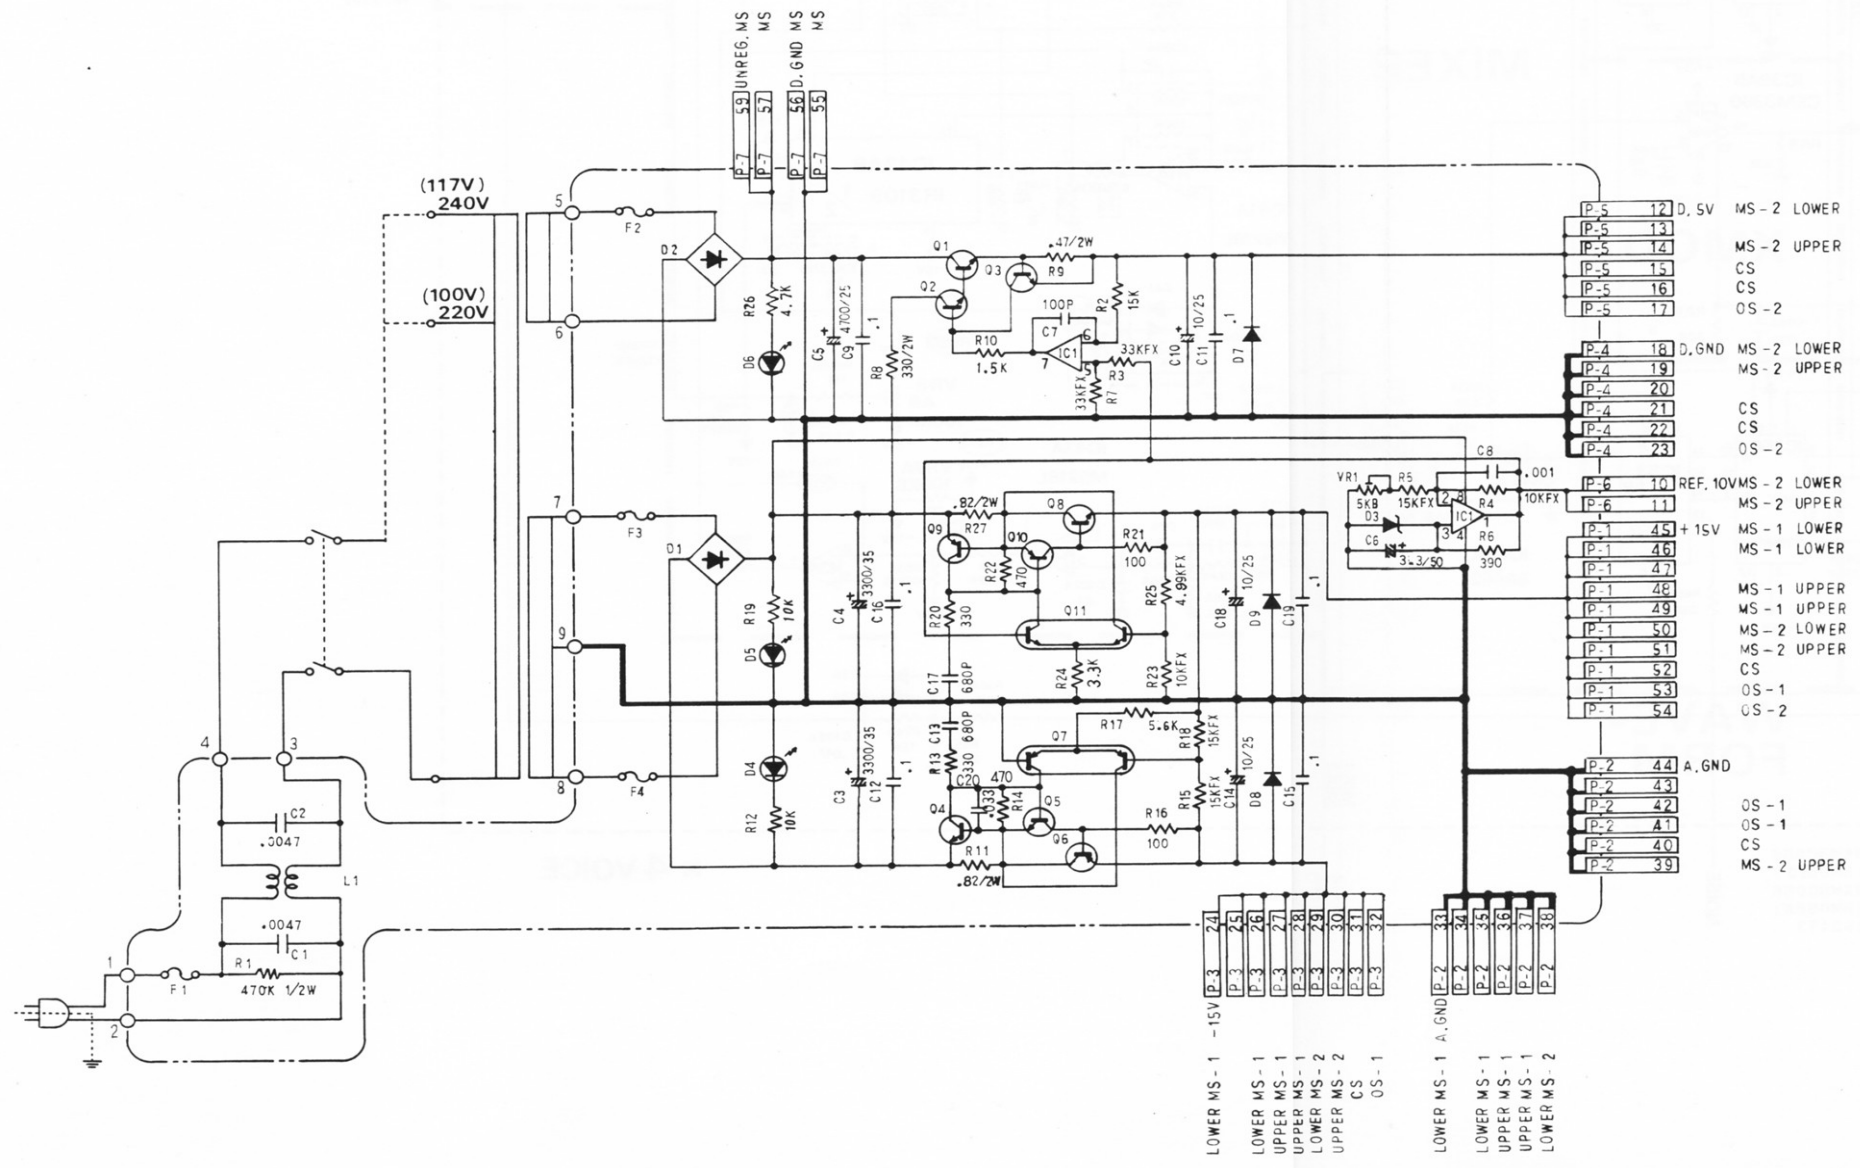 UNREG.MS
MS
D.GND MS
MS
P-7 59
P-7 57
P-7 56
P-7 55
(117V)
240V
(100V)
220V
5
6
7
9
8
4
3
1
2
F2
F3
F4
F1
D2
D1
R26
4.7K
D6
C5
4700/25
C9
.1
R8
330/2W
Q1
Q2
Q3
.47/2W
R9
100P
C7
R2
15K
R10
1.5K
IC1
6
7
5
33KFX
R3
33KFX
R7
C10
10/25
C11
.1
D7
R19
10K
D5
D4
R12
10K
C4
3300/35
C16
.1
C3
3300/35
C12
.1
.82/2W
R27
Q8
Q9
Q10
R22
470
R21
100
R20
330
R25
4.99KFX
Q11
C17
680P
R24
3.3K
R23
10KFX
C18
10/25
D9
C19
.1
C13
680P
R13
330
R17
5.6K
Q7
R18
15KFX
C20
.033
470
R14
Q4
Q5
Q6
R15
15KFX
R16
100
R11
.82/2W
C14
10/25
D8
C15
.1
VR1
5KB
R5
15KFX
C8
.001
R4
10KFX
D3
C6
3.3/50
IC1
2
8
3
4
1
R6
390
C2
.0047
L1
.0047
C1
R1
470K 1/2W
P-5 12 D.5V MS-2 LOWER
P-5 13
P-5 14 MS-2 UPPER
P-5 15 CS
P-5 16 CS
P-5 17 OS-2
P-4 18 D.GND MS-2 LOWER
P-4 19 MS-2 UPPER
P-4 20
P-4 21 CS
P-4 22 CS
P-4 23 OS-2
P-6 10 REF.10V MS-2 LOWER
P-6 11 MS-2 UPPER
P-1 45 +15V MS-1 LOWER
P-1 46 MS-1 LOWER
P-1 47
P-1 48 MS-1 UPPER
P-1 49 MS-1 UPPER
P-1 50 MS-2 LOWER
P-1 51 MS-2 UPPER
P-1 52 CS
P-1 53 OS-1
P-1 54 OS-2
P-2 44 A.GND
P-2 43
P-2 42 OS-1
P-2 41 OS-1
P-2 40 CS
P-2 39 MS-2 UPPER
LOWER MS-1 -15V P-3 24
P-3 25
LOWER MS-1 P-3 26
UPPER MS-1 P-3 27
UPPER MS-1 P-3 28
LOWER MS-2 P-3 29
UPPER MS-2 P-3 30
CS P-3 31
OS-1 P-3 32
LOWER MS-1 A.GND P-2 33
P-2 34
LOWER MS-1 P-2 35
UPPER MS-1 P-2 36
UPPER MS-1 P-2 37
LOWER MS-2 P-2 38